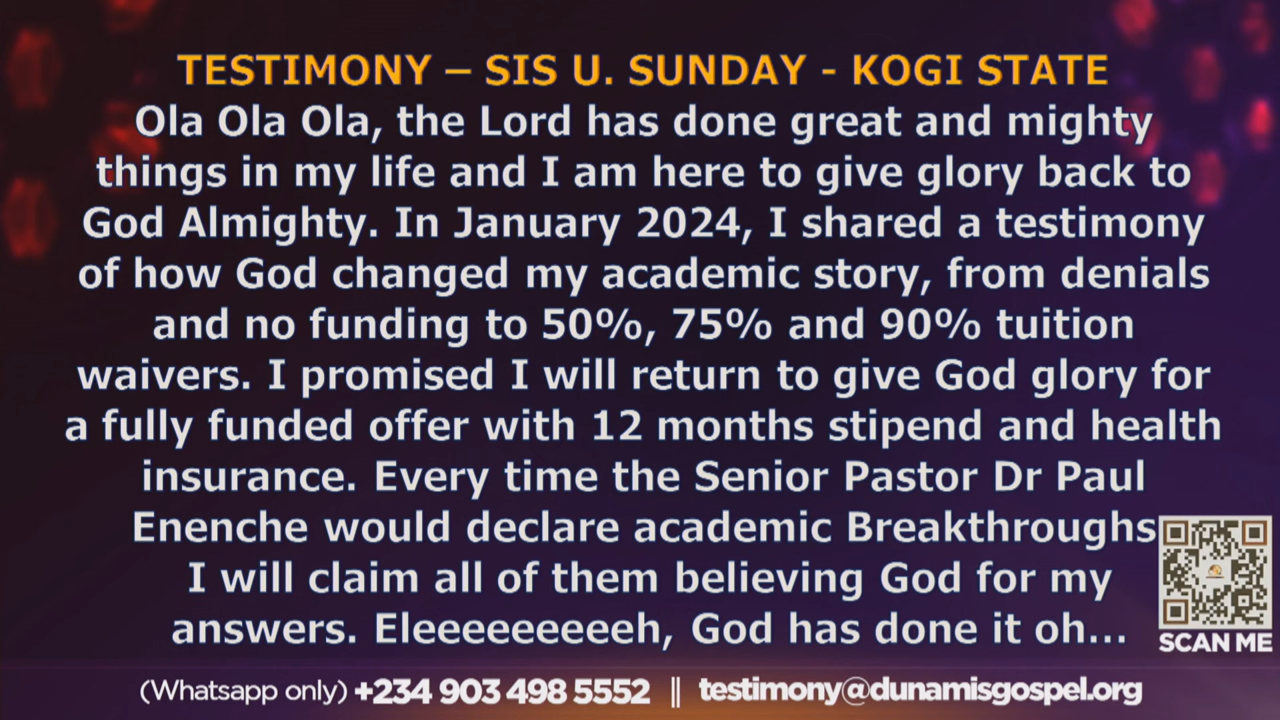 TESTIMONY – SIS U. SUNDAY - KOGI STATE
Ola Ola Ola, the Lord has done great and mighty
things in my life and I am here to give glory back to
God Almighty. In January 2024, I shared a testimony
of how God changed my academic story, from denials
and no funding to 50%, 75% and 90% tuition
waivers. I promised I will return to give God glory for
a fully funded offer with 12 months stipend and health
insurance. Every time the Senior Pastor Dr Paul
Enenche would declare academic Breakthroughs
I will claim all of them believing God for my
answers. Eleeeeeeeeeeh, God has done it oh...
SCAN ME
(Whatsapp only) +234 903 498 5552 || testimony@dunamisgospel.org